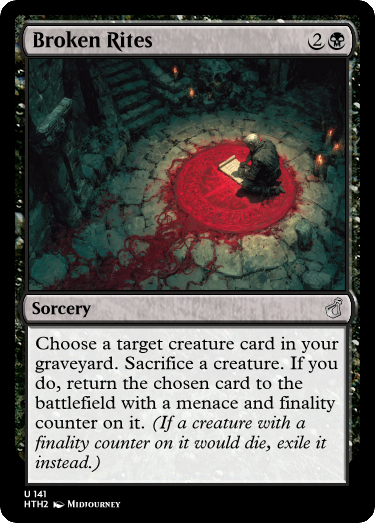 Broken Rites 2
Sorcery
Choose a target creature card in your
graveyard. Sacrifice a creature. If you
do, return the chosen card to the
battlefield with a menace and finality
counter on it. (If a creature with a
finality counter on it would die, exile it
instead.)
U 141
HTH2 Midjourney